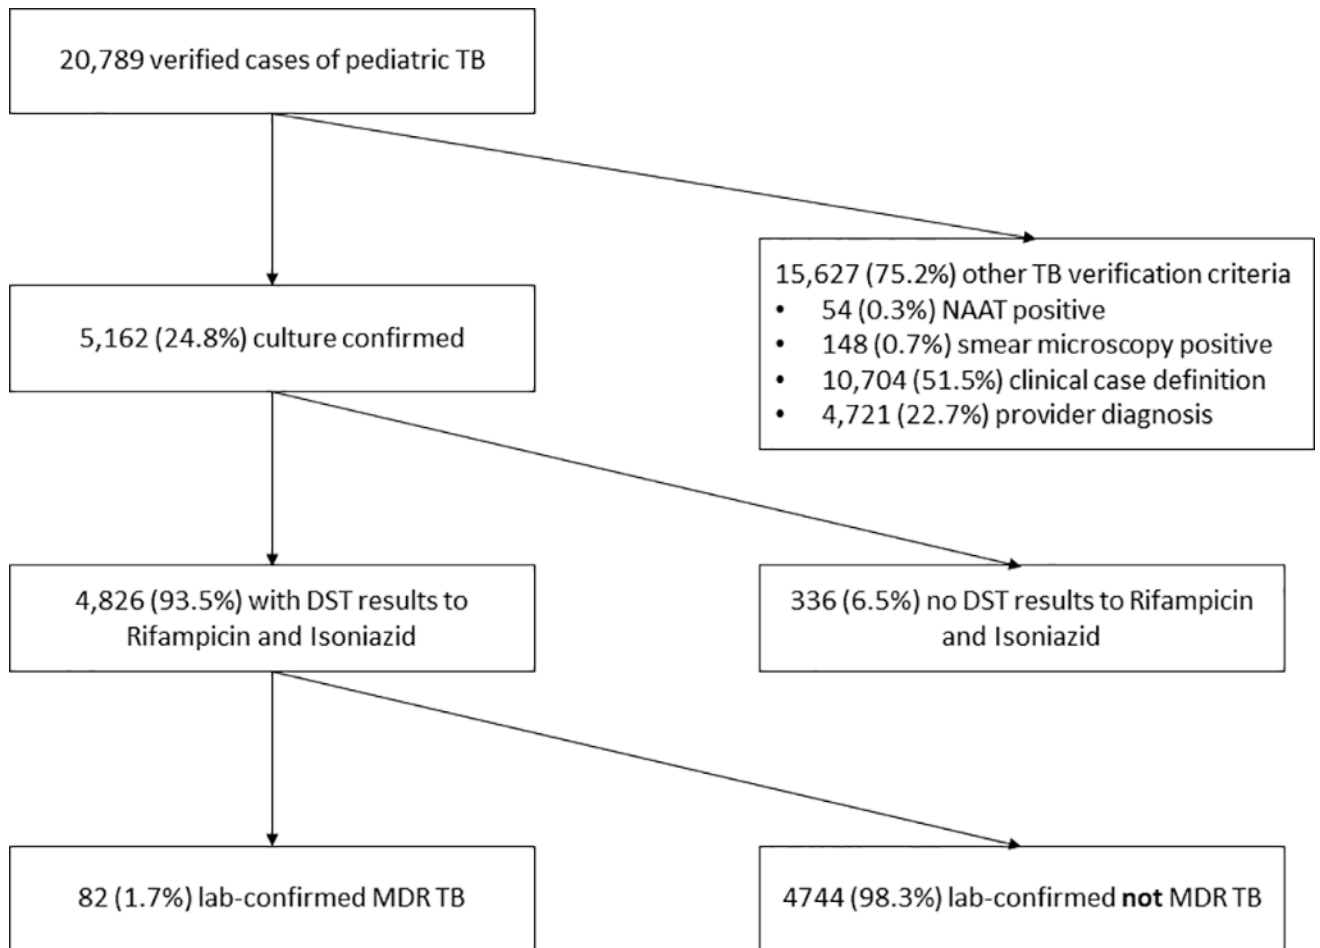 20,789 verified cases of pediatric TB
15,627 (75.2%) other TB verification criteria
• 54 (0.3%) NAAT positive
• 148 (0.7%) smear microscopy positive
• 10,704 (51.5%) clinical case definition
• 4,721 (22.7%) provider diagnosis
5,162 (24.8%) culture confirmed
4,826 (93.5%) with DST results to
Rifampicin and Isoniazid
336 (6.5%) no DST results to Rifampicin
and Isoniazid
82 (1.7%) lab-confirmed MDR TB
4744 (98.3%) lab-confirmed not MDR TB